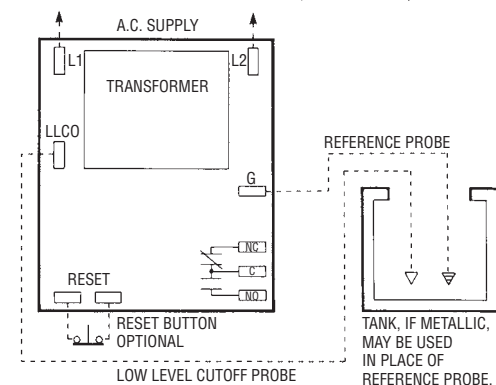 A.C. SUPPLY
L1
L2
TRANSFORMER
LLCO
REFERENCE PROBE
G
NC
C
NO
RESET
RESET BUTTON
OPTIONAL
LOW LEVEL CUTOFF PROBE
TANK, IF METALLIC,
MAY BE USED
IN PLACE OF
REFERENCE PROBE.